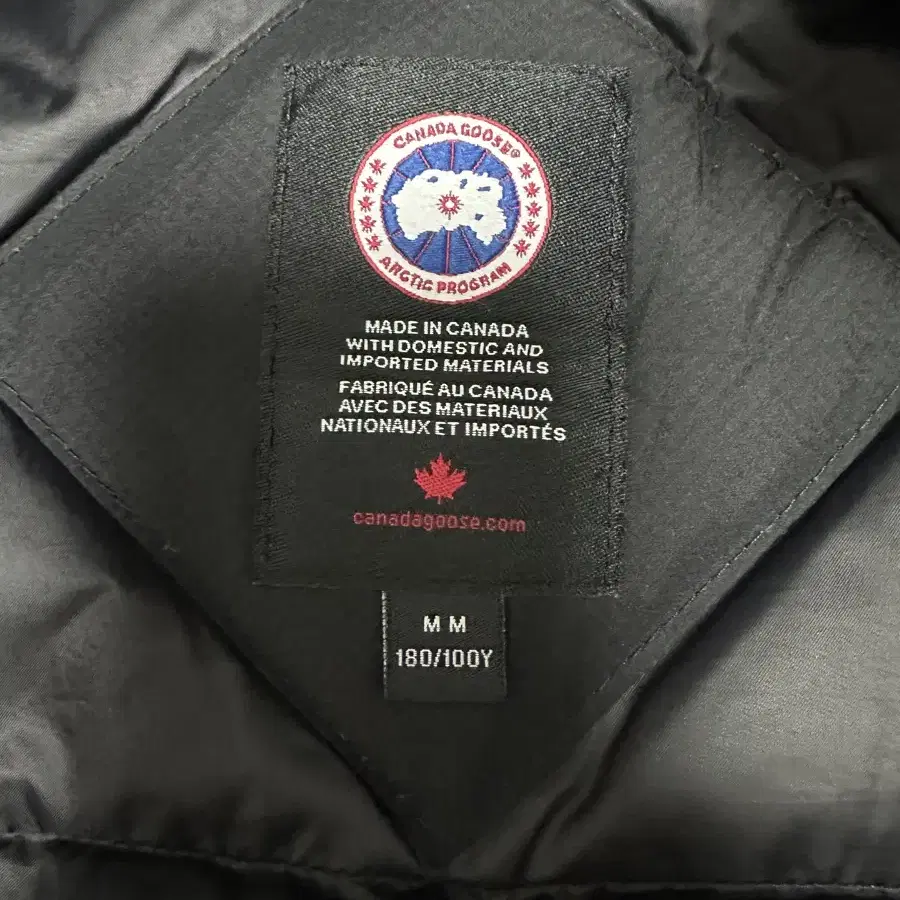 CANADA GOOSE®
ARCTIC PROGRAM
MADE IN CANADA
WITH DOMESTIC AND
IMPORTED MATERIALS
FABRIQUÉ AU CANADA
AVEC DES MATERIAUX
NATIONAUX ET IMPORTÉS
canadagoose.com
M M
180/100Y